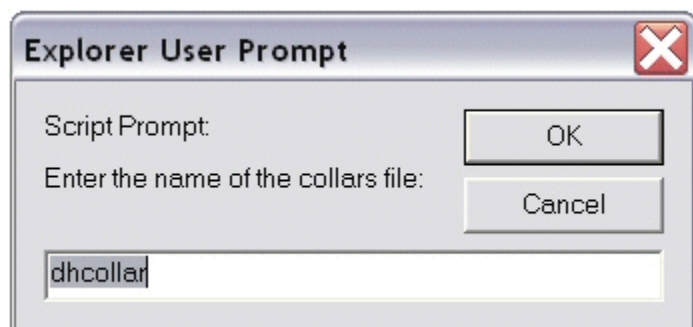 Explorer User Prompt
Script Prompt:
OK
Enter the name of the collars file:
Cancel
dhcollar